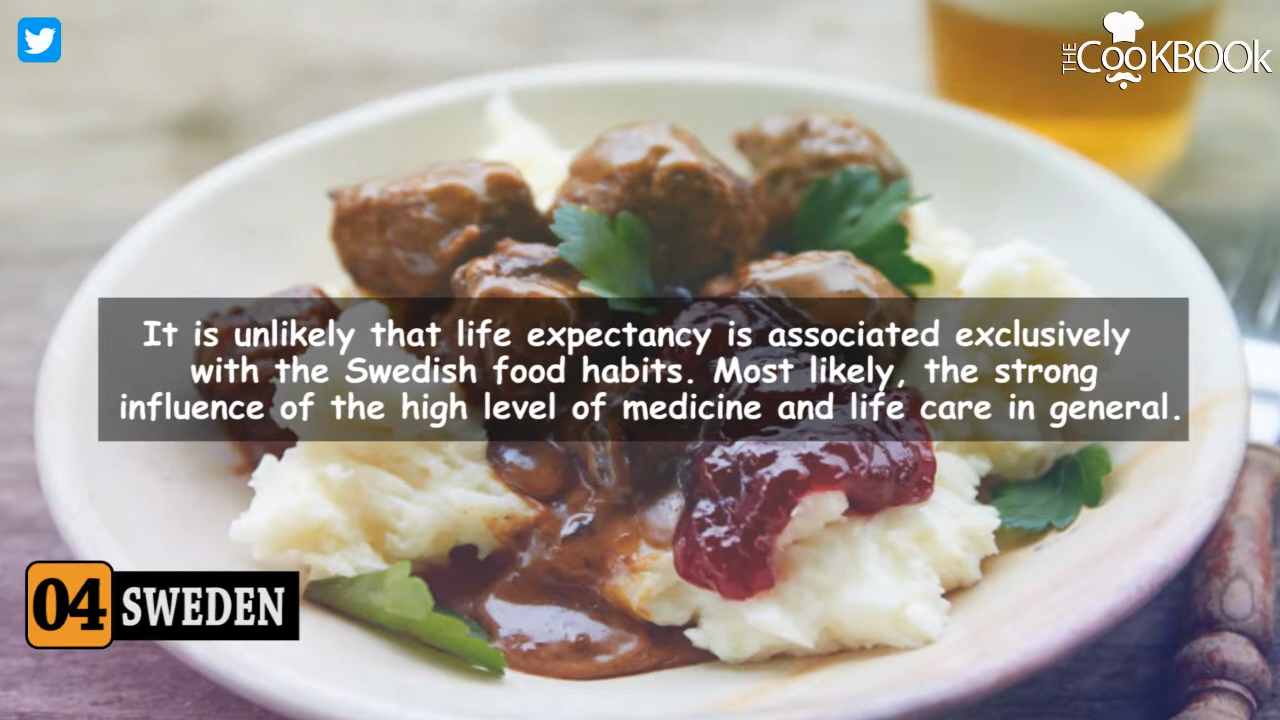 THE CooKBOOk
It is unlikely that life expectancy is associated exclusively
with the Swedish food habits. Most likely, the strong
influence of the high level of medicine and life care in general.
04 SWEDEN